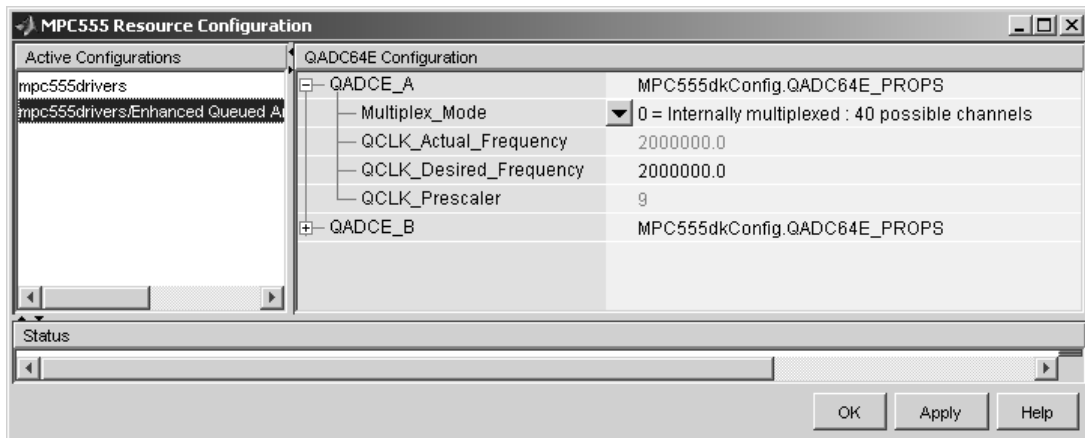 MPC555 Resource Configuration
Active Configurations
QADC64E Configuration
mpc555drivers
mpc555drivers/Enhanced Queued A
QADCE_A MPC555dkConfig.QADC64E_PROPS
Multiplex_Mode 0 = Internally multiplexed : 40 possible channels
QCLK_Actual_Frequency 2000000.0
QCLK_Desired_Frequency 2000000.0
QCLK_Prescaler 9
QADCE_B MPC555dkConfig.QADC64E_PROPS
Status
OK Apply Help